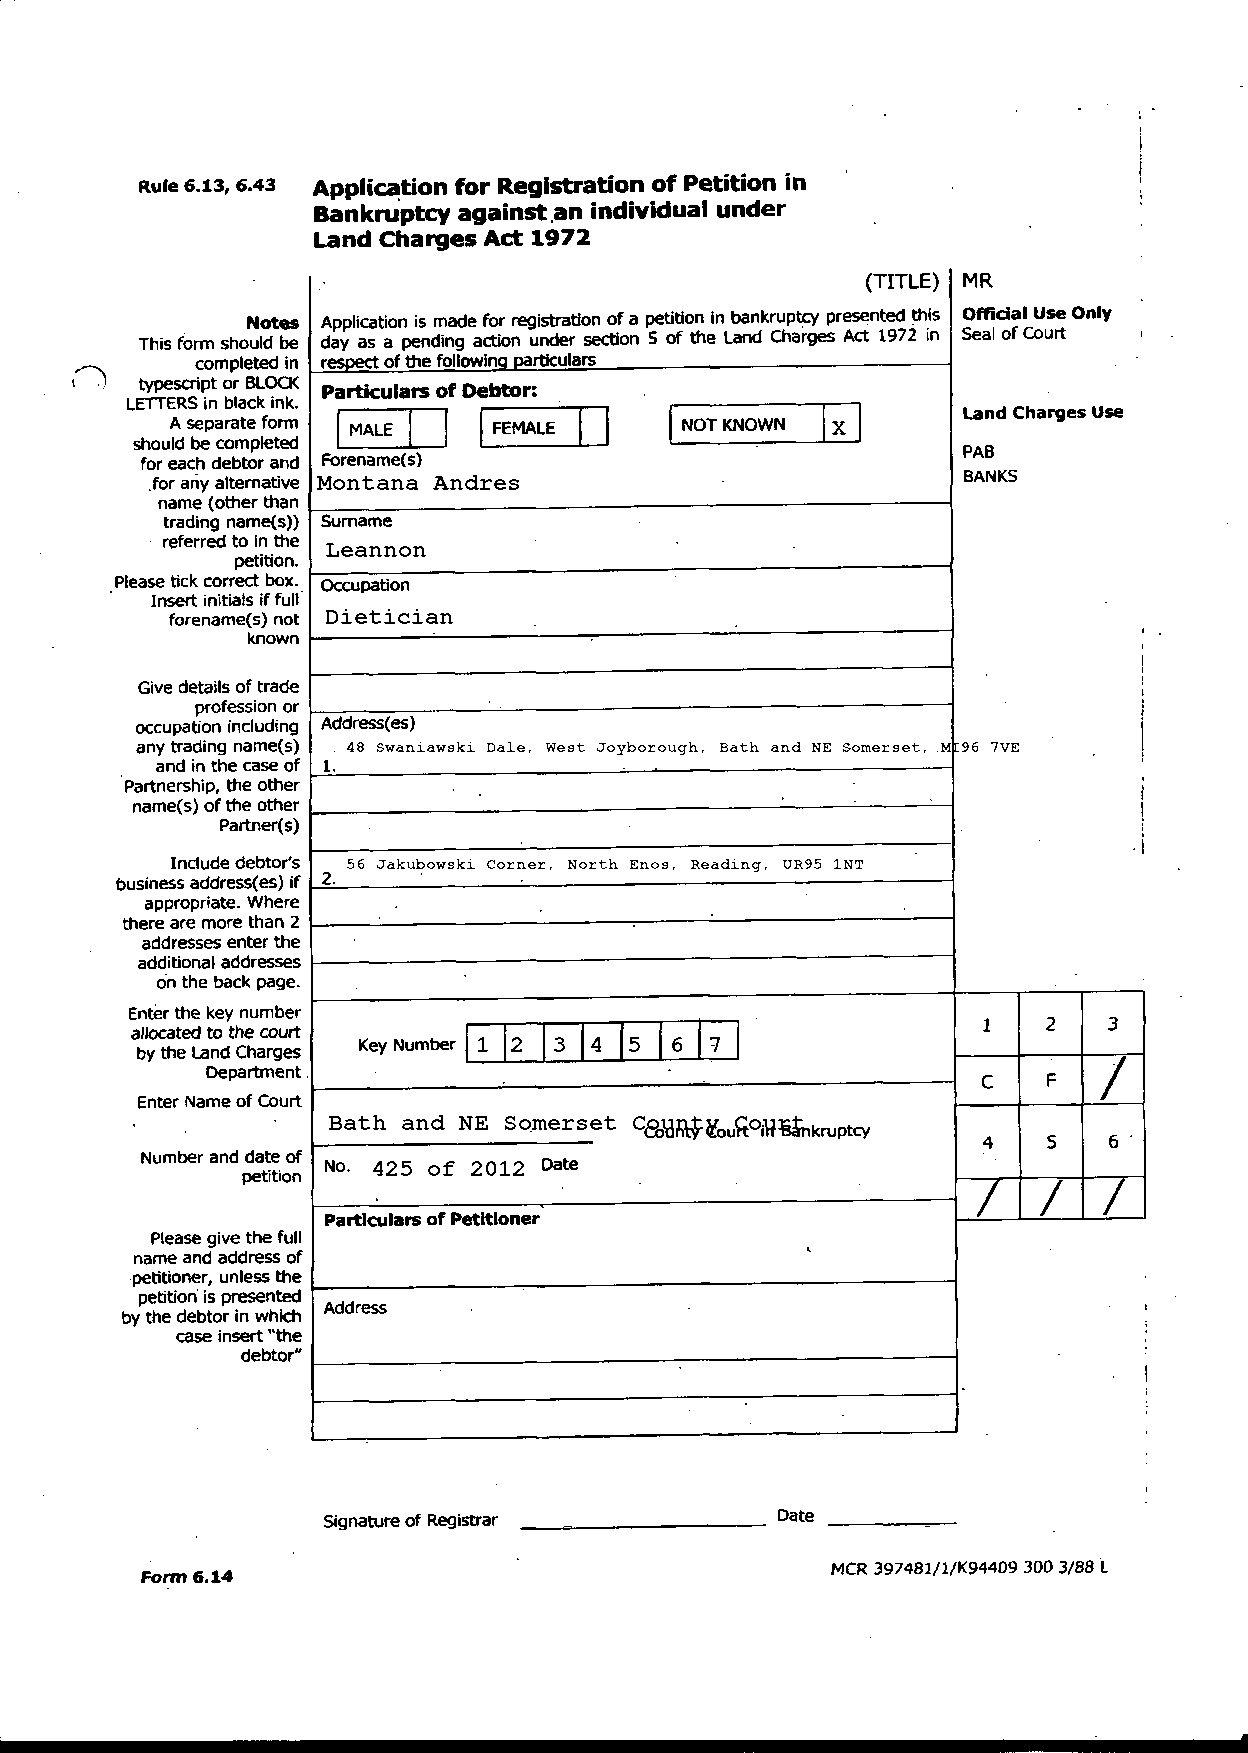 Rule 6.13, 6.43
Application for Registration of Petition in
Bankruptcy against an individual under
Land Charges Act 1972
(TITLE) MR
Notes
This form should be
completed in
typescript or BLOCK
LETTERS in black ink.
A separate form
should be completed
for each debtor and
for any alternative
name (other than
trading name(s))
referred to in the
petition.
Please tick correct box.
Insert initials if full
forename(s) not
known
Give details of trade
profession or
occupation including
any trading name(s)
and in the case of
Partnership, the other
name(s) of the other
Partner(s)
Include debtor's
business address(es) if
appropriate. Where
there are more than 2
addresses enter the
additional addresses
on the back page.
Enter the key number
allocated to the court
by the Land Charges
Department
Enter Name of Court
Number and date of
petition
Please give the full
name and address of
petitioner, unless the
petition is presented
by the debtor in which
case insert "the
debtor"
Application is made for registration of a petition in bankruptcy presented this
day as a pending action under section 5 of the Land Charges Act 1972 in
respect of the following particulars
Particulars of Debtor:
MALE FEMALE NOT KNOWN X
Forename(s)
Montana Andres
Surname
Leannon
Occupation
Dietician
Address(es)
48 Swaniawski Dale, West Joyborough, Bath and NE Somerset, MI96 7VE
1.
56 Jakubowski Corner, North Enos, Reading, UR95 1NT
2.
Key Number 1 2 3 4 5 6 7
Bath and NE Somerset County Court
County Court in Bankruptcy
No. 425 of 2012 Date
Particulars of Petitioner
Address
Official Use Only
Seal of Court
Land Charges Use
PAB
BANKS
1 2 3
C F /
4 5 6
/ / /
Signature of Registrar Date
Form 6.14
MCR 397481/1/K94409 300 3/88 L